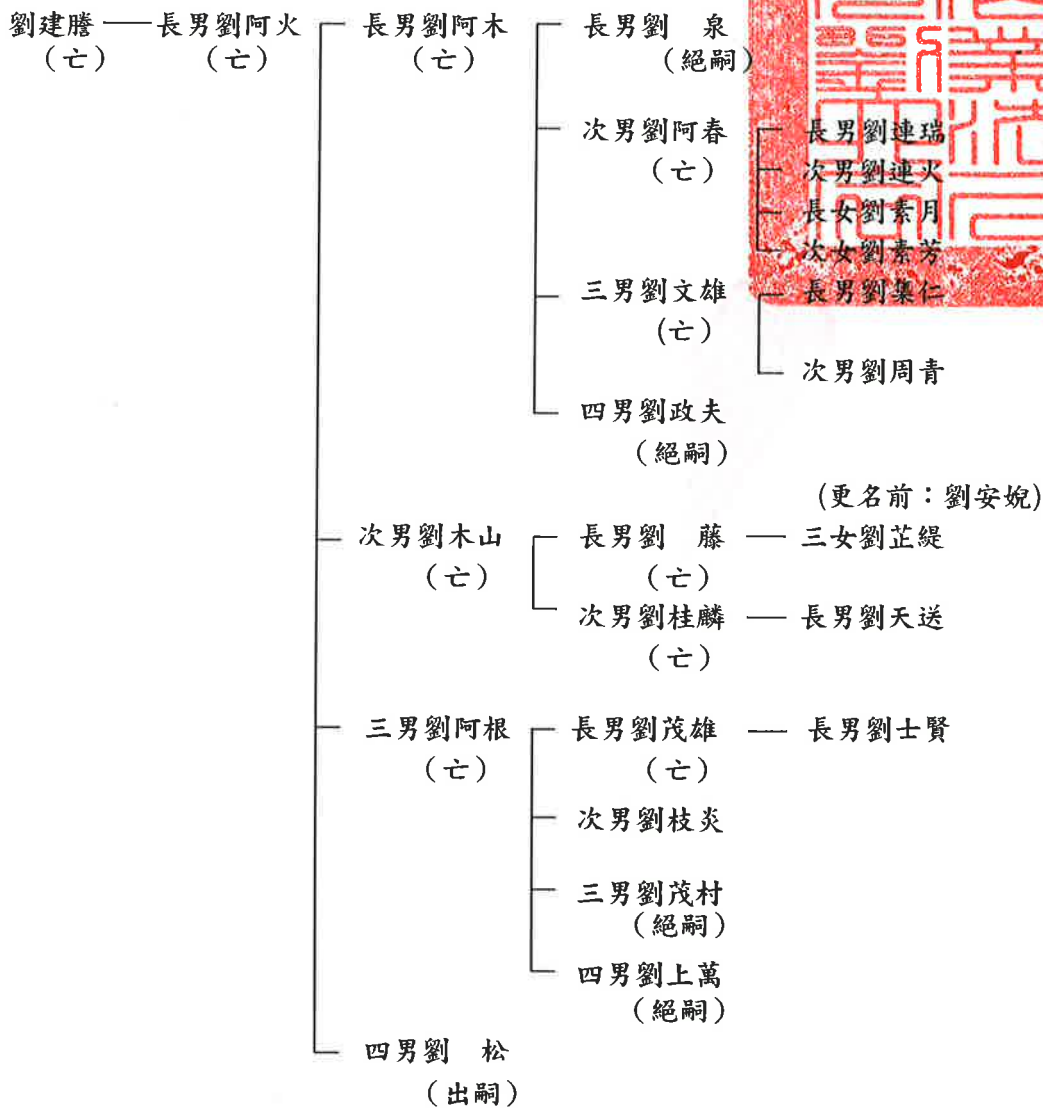 劉建謄 長男劉阿火 長男劉阿木 長男劉 泉
(亡) (亡) (亡) (絕嗣)
次男劉阿春 長男劉連瑞
(亡) 次男劉連火
長女劉素月
次女劉素芳
三男劉文雄 長男劉集仁
(亡)
次男劉周青
四男劉政夫
(絕嗣)
(更名前:劉安婗)
次男劉木山 長男劉 藤 三女劉芷緹
(亡) (亡)
次男劉桂麟 長男劉天送
(亡)
三男劉阿根 長男劉茂雄 長男劉士賢
(亡) (亡)
次男劉枝炎
三男劉茂村
(絕嗣)
四男劉上萬
(絕嗣)
四男劉 松
(出嗣)